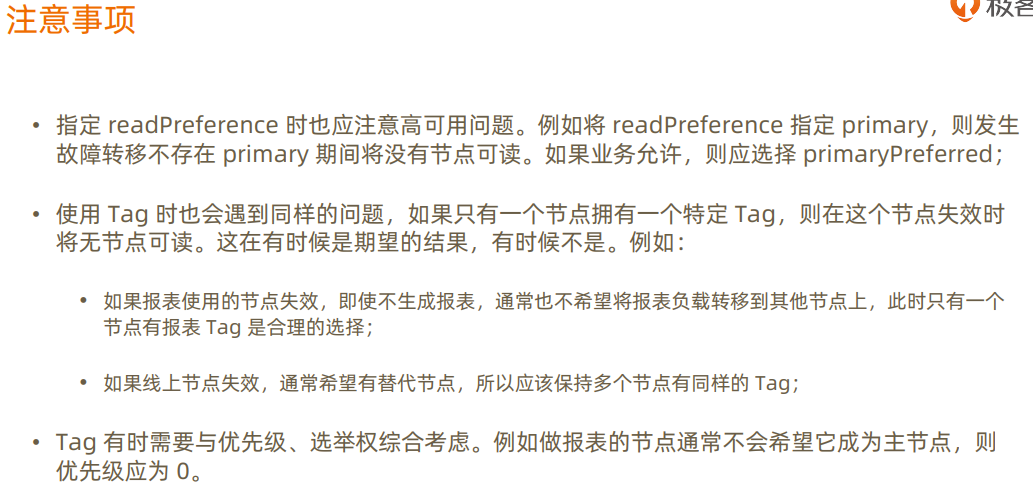 注意事项
极客
• 指定 readPreference 时也应注意高可用问题。例如将 readPreference 指定 primary，则发生
故障转移不存在 primary 期间将没有节点可读。如果业务允许，则应选择 primaryPreferred；
• 使用 Tag 时也会遇到同样的问题，如果只有一个节点拥有一个特定 Tag，则在这个节点失效时
将无节点可读。这在有时候是期望的结果，有时候不是。例如：
• 如果报表使用的节点失效，即使不生成报表，通常也不希望将报表负载转移到其他节点上，此时只有一个
节点有报表 Tag 是合理的选择；
• 如果线上节点失效，通常希望有替代节点，所以应该保持多个节点有同样的 Tag；
• Tag 有时需要与优先级、选举权综合考虑。例如做报表的节点通常不会希望它成为主节点，则
优先级应为 0。